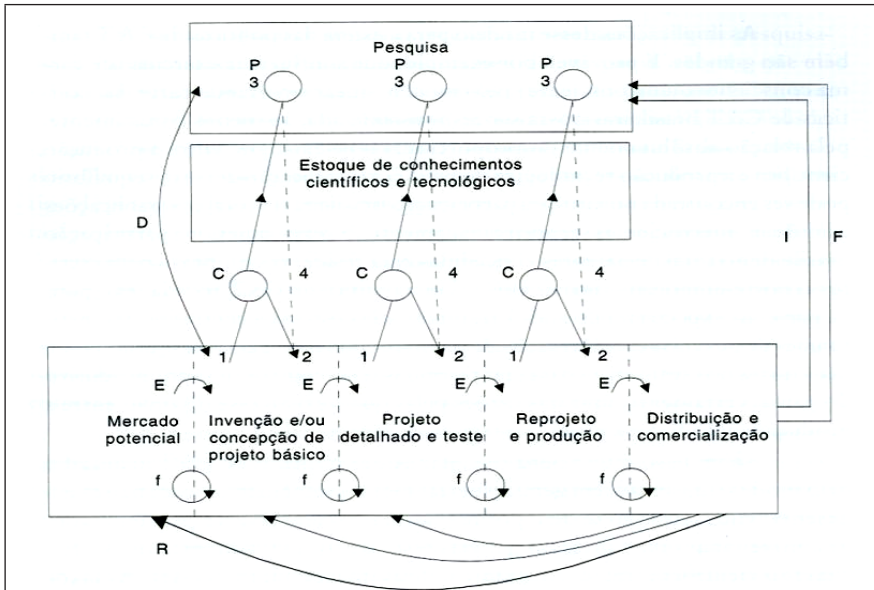 Pesquisa
P
3
P
3
P
3
Estoque de conhecimentos
científicos e tecnológicos
D
I
F
C
4
C
4
C
4
1
2
1
2
1
2
E
E
E
E
Mercado
potencial
Invenção e/ou
concepção de
projeto básico
Projeto
detalhado e teste
Reprojeto
e produção
Distribuição e
comercialização
f
f
f
f
R